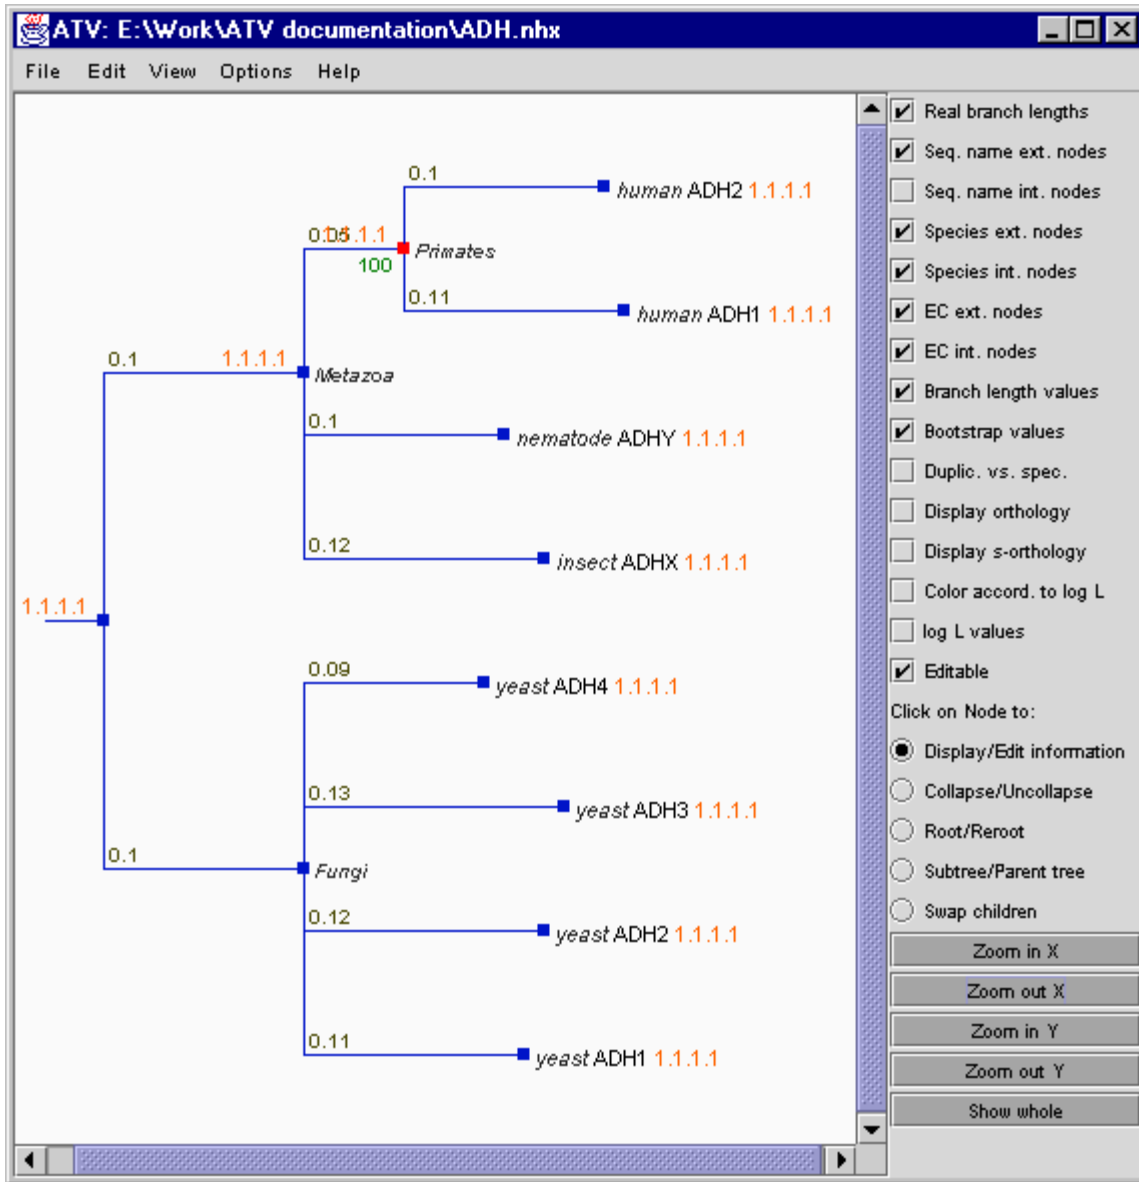 ATV: E:\Work\ATV documentation\ADH.nhx
File Edit View Options Help
0.1
human ADH2 1.1.1.1
0.05 1.1.1.1
Primates
100
0.11
human ADH1 1.1.1.1
0.1 1.1.1.1
Metazoa
0.1
nematode ADHY 1.1.1.1
0.12
insect ADHX 1.1.1.1
1.1.1.1
0.09
yeast ADH4 1.1.1.1
0.13
yeast ADH3 1.1.1.1
0.1
Fungi
0.12
yeast ADH2 1.1.1.1
0.11
yeast ADH1 1.1.1.1
Real branch lengths
Seq. name ext. nodes
Seq. name int. nodes
Species ext. nodes
Species int. nodes
EC ext. nodes
EC int. nodes
Branch length values
Bootstrap values
Duplic. vs. spec.
Display orthology
Display s-orthology
Color accord. to log L
log L values
Editable
Click on Node to:
Display/Edit information
Collapse/Uncollapse
Root/Reroot
Subtree/Parent tree
Swap children
Zoom in X
Zoom out X
Zoom in Y
Zoom out Y
Show whole